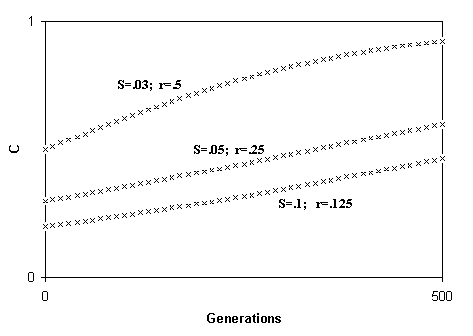 1
S=.03; r=.5
C
S=.05; r=.25
S=.1; r=.125
0
0 500
Generations